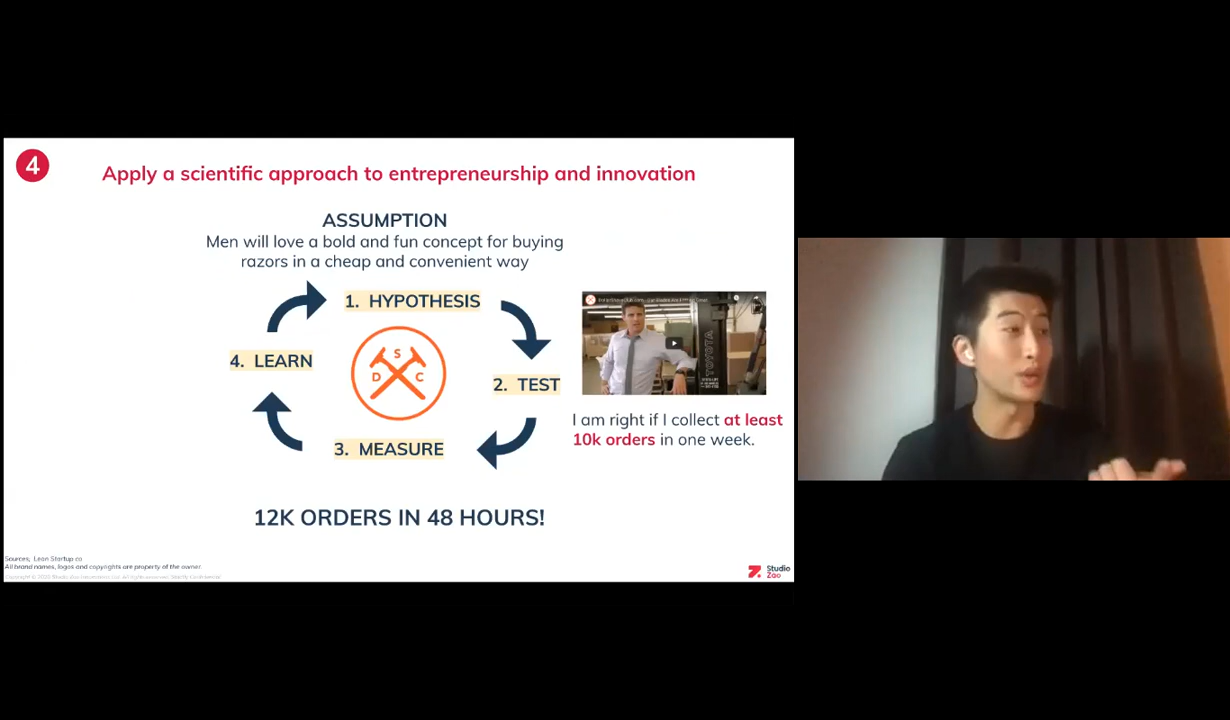 4
Apply a scientific approach to entrepreneurship and innovation
ASSUMPTION
Men will love a bold and fun concept for buying
razors in a cheap and convenient way
1. HYPOTHESIS
2. TEST
3. MEASURE
4. LEARN
S
D C
TOYOTA
I am right if I collect at least
10k orders in one week.
12K ORDERS IN 48 HOURS!
Sources, Lean Startup co
All brand names, logos and copyrights are property of the owner.
Studio
Zao